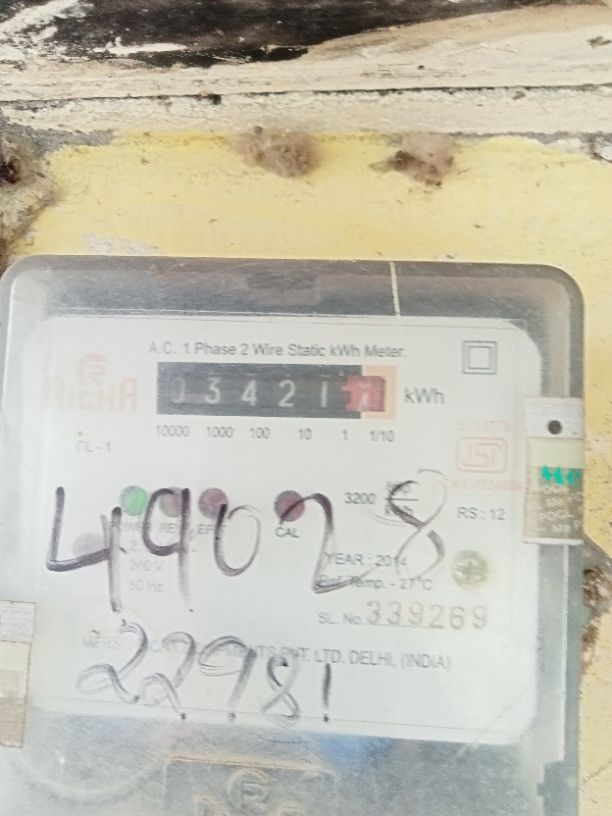 A.C. 1 Phase 2 Wire Static kWh Meter.
RICHA
03421
kWh
10000 1000 100 10 1 1/10
CL-1
ISI
49028
3200
CAL
RS: 12
240 V
50 Hz.
YEARː 2014
Ref Temp. - 27°C
SL. No. 339269
PVT. LTD. DELHI, (INDIA)
22981